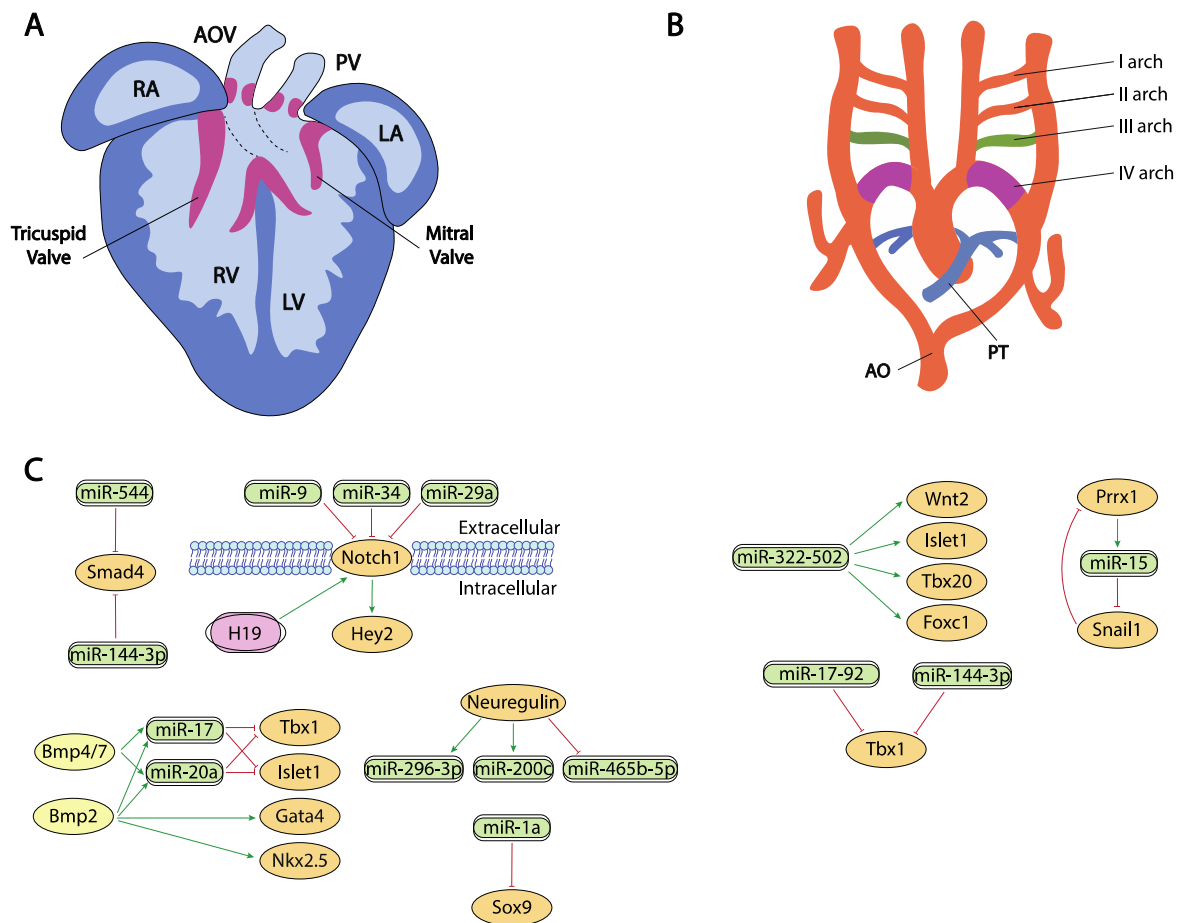 A
AOV
PV
RA
LA
Tricuspid
Valve
Mitral
Valve
RV
LV
B
I arch
II arch
III arch
IV arch
PT
AO
C
miR-544
Smad4
miR-144-3p
miR-9
miR-34
miR-29a
Extracellular
Notch1
Intracellular
H19
Hey2
miR-322-502
Wnt2
Islet1
Tbx20
Foxc1
Prrx1
miR-15
Snail1
miR-17-92
miR-144-3p
Tbx1
Bmp4/7
Bmp2
miR-17
miR-20a
Tbx1
Islet1
Gata4
Nkx2.5
Neuregulin
miR-296-3p
miR-200c
miR-465b-5p
miR-1a
Sox9